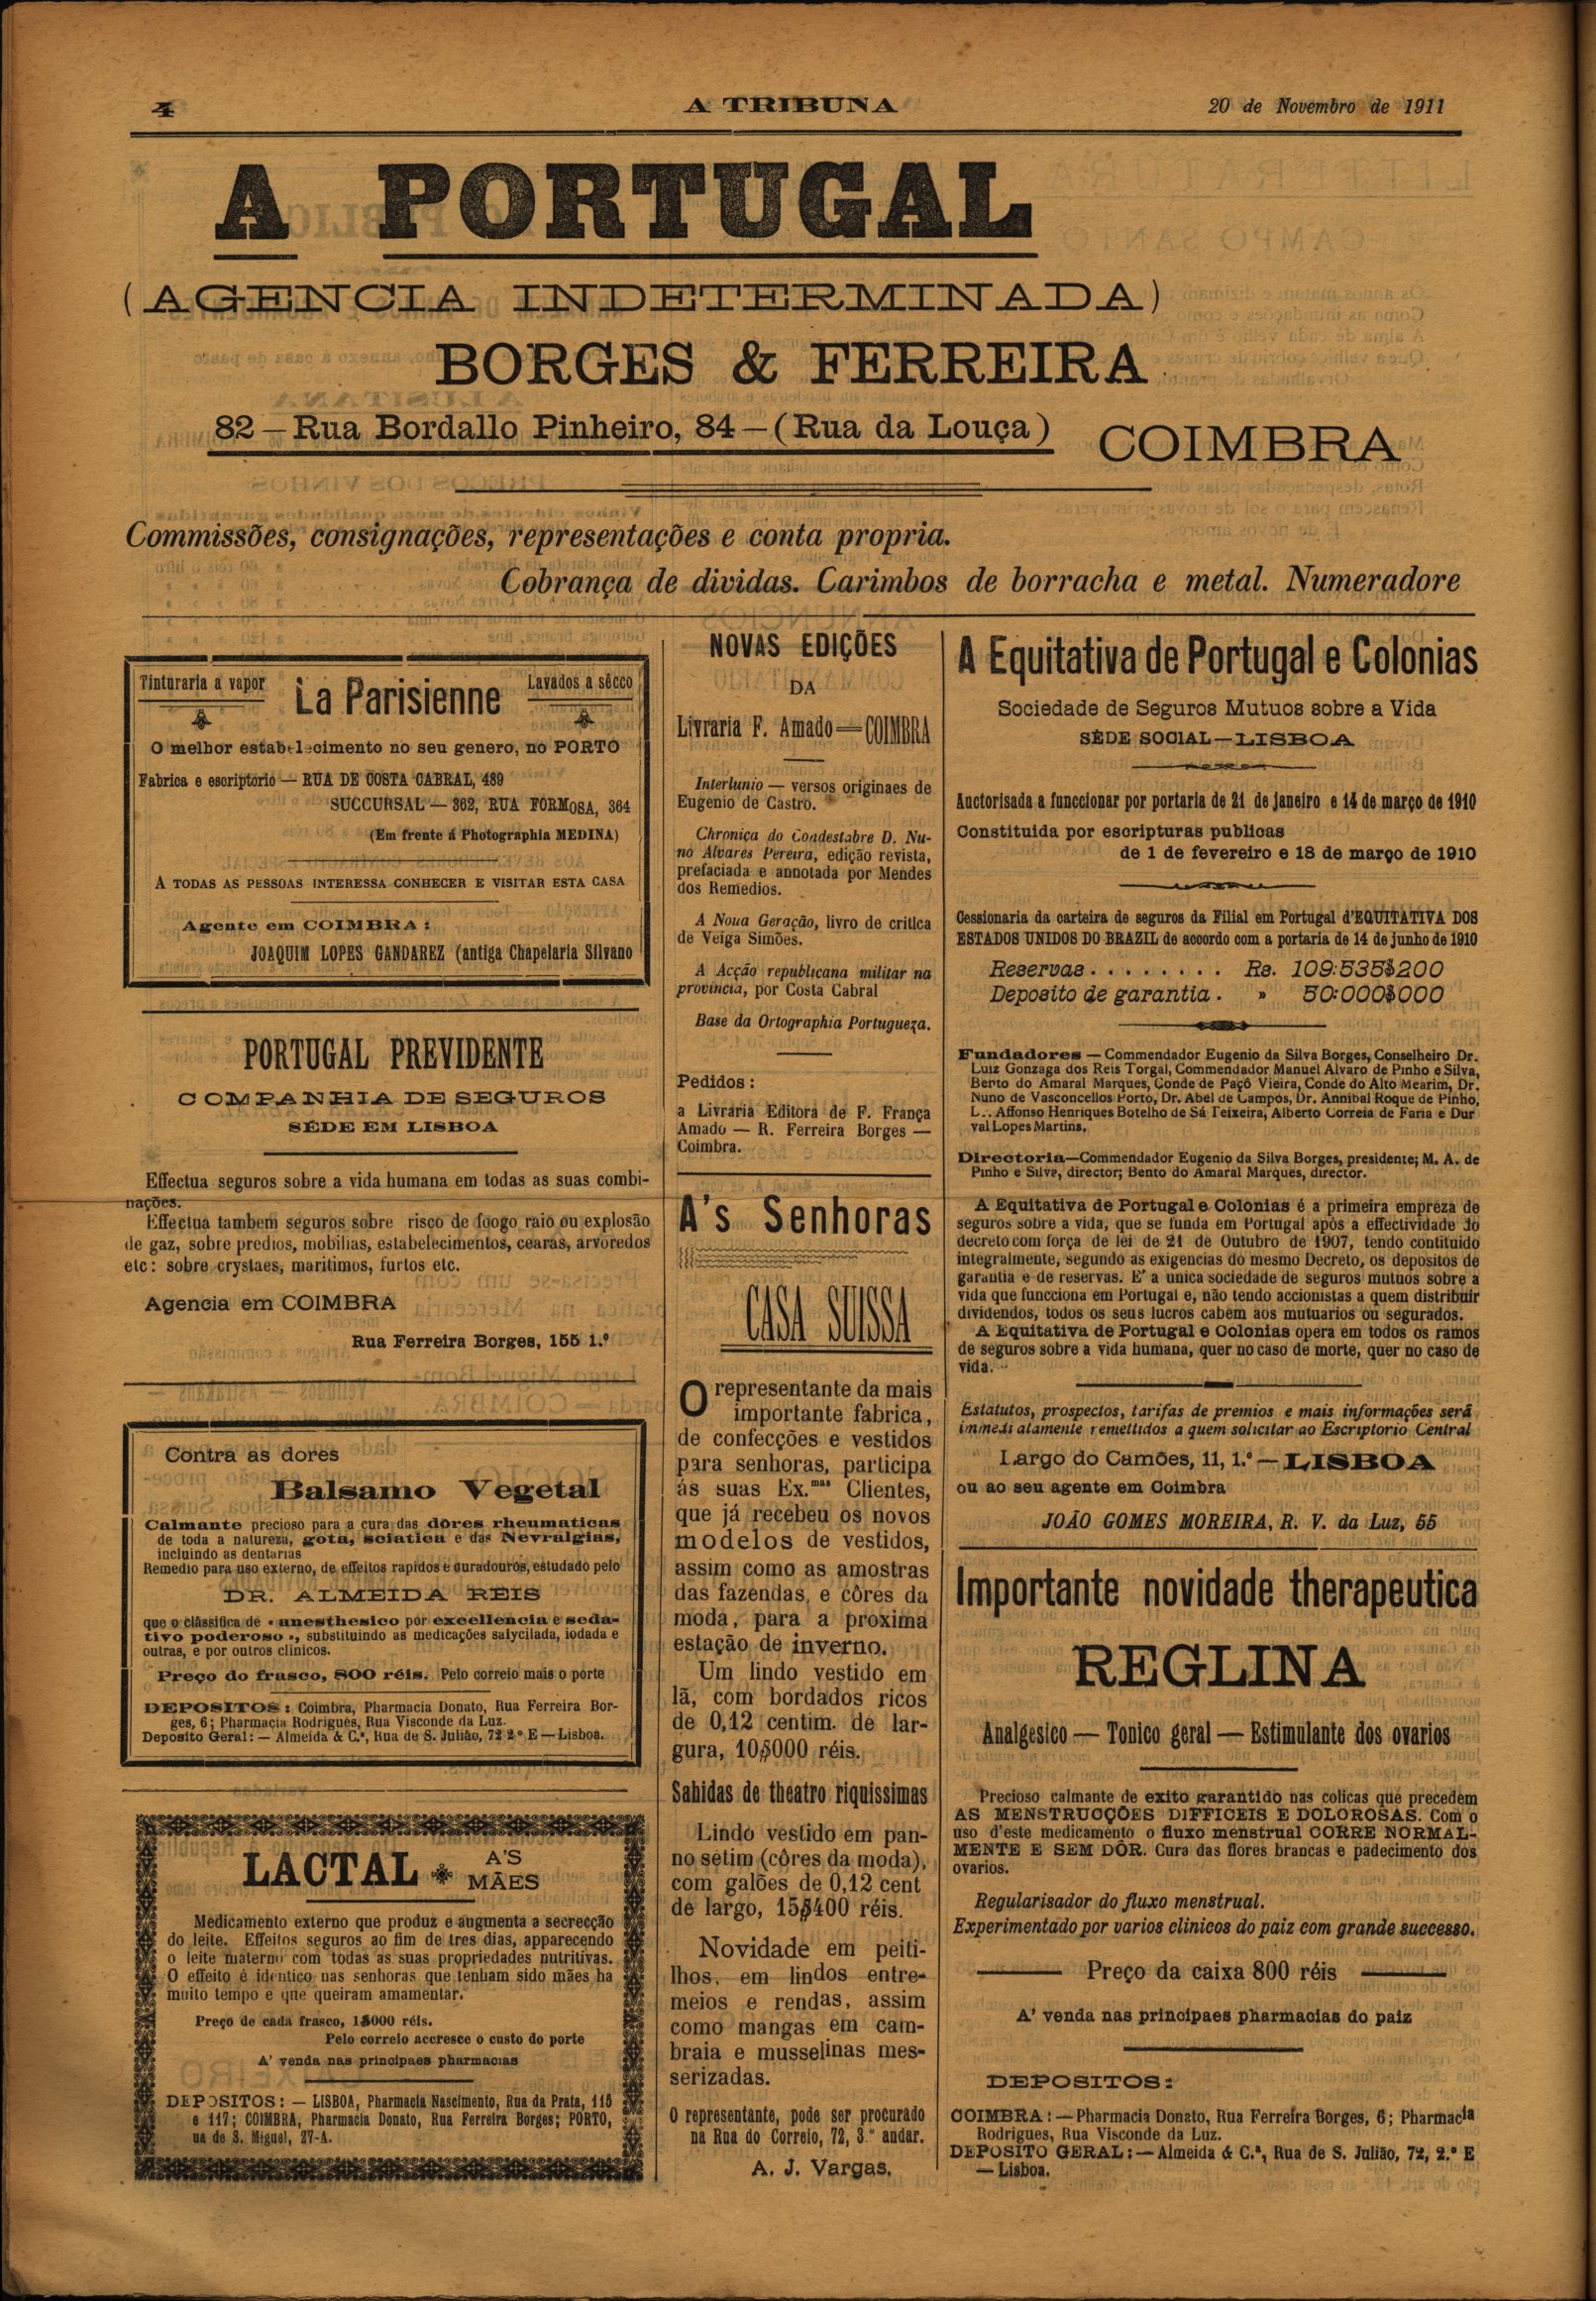 4
A TRIBUNA
20 de Novembro de 1911
A PORTUGAL
(AGENCIA INDETERMINADA)
BORGES & FERREIRA
82—Rua Bordallo Pinheiro, 84—(Rua da Louça)
COIMBRA
Commissões, consignações, representações e conta propria.
Cobrança de dividas. Carimbos de borracha e metal. Numeradore
Tinturaria a vapor
La Parisienne
Lavados a sêcco
O melhor estabelecimento no seu genero, no PORTO
Fabrica e escriptorio — RUA DE COSTA CABRAL, 489
SUCCURSAL — 362, RUA FORMOSA, 364
(Em frente á Photographia MEDINA)
A TODAS AS PESSOAS INTERESSA CONHECER E VISITAR ESTA CASA
Agente em COIMBRA:
JOAQUIM LOPES GANDAREZ (antiga Chapelaria Silvano
PORTUGAL PREVIDENTE
COMPANHIA DE SEGUROS
SÉDE EM LISBOA
Effectua seguros sobre a vida humana em todas as suas combi-
nações.
Effectua tambem seguros sobre risco de foogo raio ou explosão
de gaz, sobre predios, mobilias, estabelecimentos, cearas, arvoredos
etc: sobre crystaes, maritimos, furtos etc.
Agencia em COIMBRA
Rua Ferreira Borges, 155 1.º
Contra as dores
Balsamo Vegetal
Calmante precioso para a cura das dôres rheumaticas
de toda a natureza, gota, sciatica e das Nevralgias,
incluindo as dentarias
Remedio para uso externo, de effeitos rapidos e duradouros, estudado pelo
DR. ALMEIDA REIS
que o classifica de «anesthesico por excellencia e seda-
tivo poderoso», substituindo as medicações salycilada, iodada e
outras, e por outros clinicos.
Preço do frasco, 800 réis. Pelo correio mais o porte
DEPOSITOS: Coimbra, Pharmacia Donato, Rua Ferreira Bor-
ges, 6; Pharmacia Rodrigues, Rua Visconde da Luz.
Deposito Geral: — Almeida & C.ª, Rua de S. Julião, 72 2.º E—Lisboa.
LACTAL
A'S
MÃES
Medicamento externo que produz e augmenta a secrecção
do leite. Effeitos seguros ao fim de tres dias, apparecendo
o leite materno com todas as suas propriedades nutritivas.
O effeito é identico nas senhoras que tenham sido mães ha
muito tempo e que queiram amamentar.
Preço de cada frasco, 1$000 réis.
Pelo correio accresce o custo do porte
A' venda nas principaes pharmacias
DEPOSITOS: — LISBOA, Pharmacia Nascimento, Rua da Prata, 115
e 117; COIMBRA, Pharmacia Donato, Rua Ferreira Borges; PORTO,
ua de S. Miguel, 27-A.
NOVAS EDIÇÕES
DA
Livraria F. Amado—COIMBRA
Interlunio — versos originaes de
Eugenio de Castro.
Chronica do Condestabre D. Nu-
no Alvares Pereira, edição revista,
prefaciada e annotada por Mendes
dos Remedios.
A Noua Geração, livro de critica
de Veiga Simões.
A Acção republicana militar na
provincia, por Costa Cabral
Base da Ortographia Portugueza.
Pedidos:
a Livraria Editora de F. França
Amado — R. Ferreira Borges —
Coimbra.
A's Senhoras
CASA SUISSA
O representante da mais
importante fabrica,
de confecções e vestidos
para senhoras, participa
ás suas Ex.mas Clientes,
que já recebeu os novos
modelos de vestidos,
assim como as amostras
das fazendas, e côres da
moda, para a proxima
estação de inverno.
Um lindo vestido em
lã, com bordados ricos
de 0,12 centim. de lar-
gura, 10$000 réis.
Sahidas de theatro riquissimas
Lindo vestido em pan-
no setim (côres da moda),
com galões de 0,12 cent
de largo, 15$400 réis.
Novidade em peiti-
lhos, em lindos entre-
meios e rendas, assim
como mangas em cam-
braia e musselinas mes-
serizadas.
O representante, pode ser procurado
na Rua do Correio, 72, 3.º andar.
A. J. Vargas.
A Equitativa de Portugal e Colonias
Sociedade de Seguros Mutuos sobre a Vida
SÉDE SOCIAL—LISBOA
Auctorisada a funccionar por portaria de 21 de janeiro e 14 de março de 1910
Constituida por escripturas publicas
de 1 de fevereiro e 18 de março de 1910
Cessionaria da carteira de seguros da Filial em Portugal d'EQUITATIVA DOS
ESTADOS UNIDOS DO BRAZIL de accordo com a portaria de 14 de junho de 1910
Reservas . . . . . . . . Rs. 109:535$200
Deposito de garantia . » 50:000$000
Fundadores — Commendador Eugenio da Silva Borges, Conselheiro Dr.
Luiz Gonzaga dos Reis Torgal, Commendador Manuel Alvaro de Pinho e Silva,
Berto do Amaral Marques, Conde de Paçô Vieira, Conde do Alto Mearim, Dr.
Nuno de Vasconcellos Porto, Dr. Abel de Campos, Dr. Annibal Roque de Pinho,
L.. Affonso Henriques Botelho de Sá Teixeira, Alberto Correia de Faria e Dur
val Lopes Martins.
Directoria—Commendador Eugenio da Silva Borges, presidente; M. A. de
Pinho e Silve, director; Bento do Amaral Marques, director.
A Equitativa de Portugal e Colonias é a primeira empreza de
seguros sobre a vida, que se funda em Portugal após a effectividade do
decreto com força de lei de 21 de Outubro de 1907, tendo contituido
integralmente, segundo as exigencias do mesmo Decreto, os depositos de
garantia e de reservas. E' a unica sociedade de seguros mutuos sobre a
vida que funcciona em Portugal e, não tendo accionistas a quem distribuir
dividendos, todos os seus lucros cabem aos mutuarios ou segurados.
A Equitativa de Portugal e Colonias opera em todos os ramos
de seguros sobre a vida humana, quer no caso de morte, quer no caso de
vida.
Estatutos, prospectos, tarifas de premios e mais informações será
immedi atamente remettidos a quem solicitar ao Escriptorio Central
Largo do Camões, 11, 1.º—LISBOA
ou ao seu agente em Coimbra
JOÃO GOMES MOREIRA, R. V. da Luz, 55
Importante novidade therapeutica
REGLINA
Analgesico — Tonico geral — Estimulante dos ovarios
Precioso calmante de exito garantido nas colicas que precedem
AS MENSTRUCÇÕES DIFFICEIS E DOLOROSAS. Com o
uso d'este medicamento o fluxo menstrual CORRE NORMAL-
MENTE E SEM DÔR. Cura das flores brancas e padecimento dos
ovarios.
Regularisador do fluxo menstrual.
Experimentado por varios clinicos do paiz com grande successo.
Preço da caixa 800 réis
A' venda nas principaes pharmacias do paiz
DEPOSITOS:
COIMBRA:—Pharmacia Donato, Rua Ferreira Borges, 6; Pharmacia
Rodrigues, Rua Visconde da Luz.
DEPOSITO GERAL:—Almeida & C.ª, Rua de S. Julião, 72, 2.º E
—Lisboa.